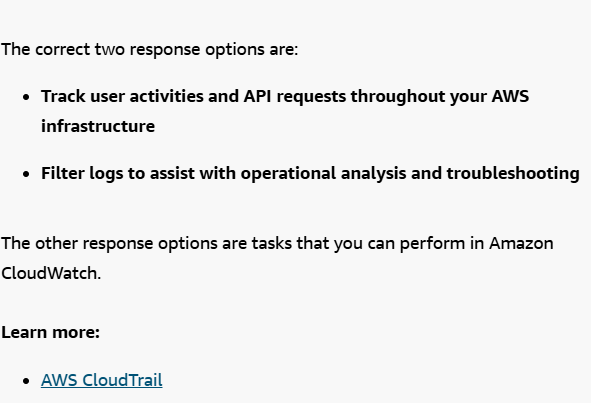 The correct two response options are:
• Track user activities and API requests throughout your AWS
infrastructure
• Filter logs to assist with operational analysis and troubleshooting
The other response options are tasks that you can perform in Amazon
CloudWatch.
Learn more:
• AWS CloudTrail